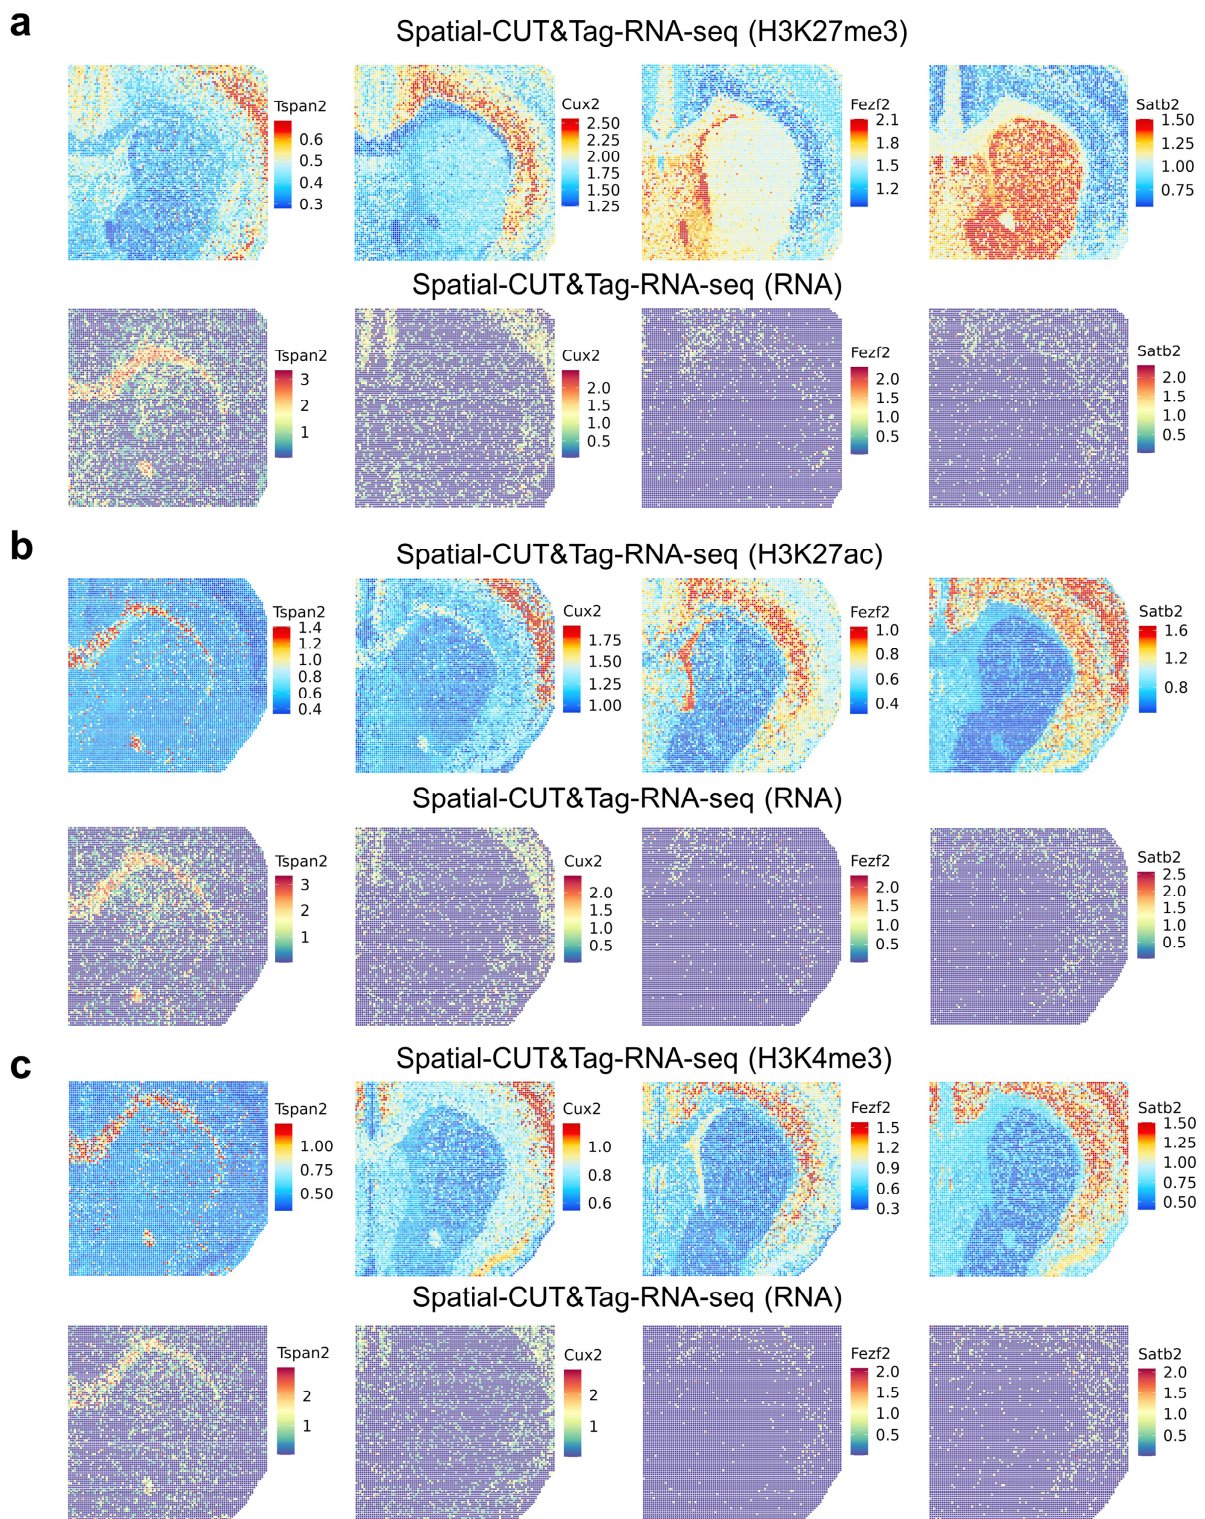 a
Spatial-CUT&Tag-RNA-seq (H3K27me3)
Tspan2
0.6
0.5
0.4
0.3
Cux2
2.50
2.25
2.00
1.75
1.50
1.25
Fezf2
2.1
1.8
1.5
1.2
Satb2
1.50
1.25
1.00
0.75
Spatial-CUT&Tag-RNA-seq (RNA)
Tspan2
3
2
1
Cux2
2.0
1.5
1.0
0.5
Fezf2
2.0
1.5
1.0
0.5
Satb2
2.0
1.5
1.0
0.5
b
Spatial-CUT&Tag-RNA-seq (H3K27ac)
Tspan2
1.4
1.2
1.0
0.8
0.6
0.4
Cux2
1.75
1.50
1.25
1.00
Fezf2
1.0
0.8
0.6
0.4
Satb2
1.6
1.2
0.8
Spatial-CUT&Tag-RNA-seq (RNA)
Tspan2
3
2
1
Cux2
2.0
1.5
1.0
0.5
Fezf2
2.0
1.5
1.0
0.5
Satb2
2.5
2.0
1.5
1.0
0.5
c
Spatial-CUT&Tag-RNA-seq (H3K4me3)
Tspan2
1.00
0.75
0.50
Cux2
1.0
0.8
0.6
Fezf2
1.5
1.2
0.9
0.6
0.3
Satb2
1.50
1.25
1.00
0.75
0.50
Spatial-CUT&Tag-RNA-seq (RNA)
Tspan2
2
1
Cux2
2
1
Fezf2
2.0
1.5
1.0
0.5
Satb2
2.0
1.5
1.0
0.5